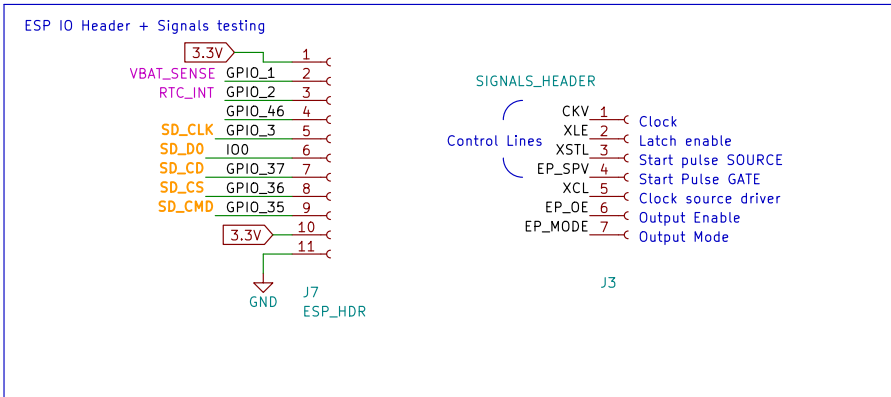 ESP IO Header + Signals testing
3.3V 1
VBAT_SENSE GPIO_1 2
RTC_INT GPIO_2 3
GPIO_46 4
SD_CLK GPIO_3 5
SD_D0 IO0 6
SD_CD GPIO_37 7
SD_CS GPIO_36 8
SD_CMD GPIO_35 9
3.3V 10
11
GND
J7
ESP_HDR
SIGNALS_HEADER
Control Lines
CKV 1 Clock
XLE 2 Latch enable
XSTL 3 Start pulse SOURCE
EP_SPV 4 Start Pulse GATE
XCL 5 Clock source driver
EP_OE 6 Output Enable
EP_MODE 7 Output Mode
J3